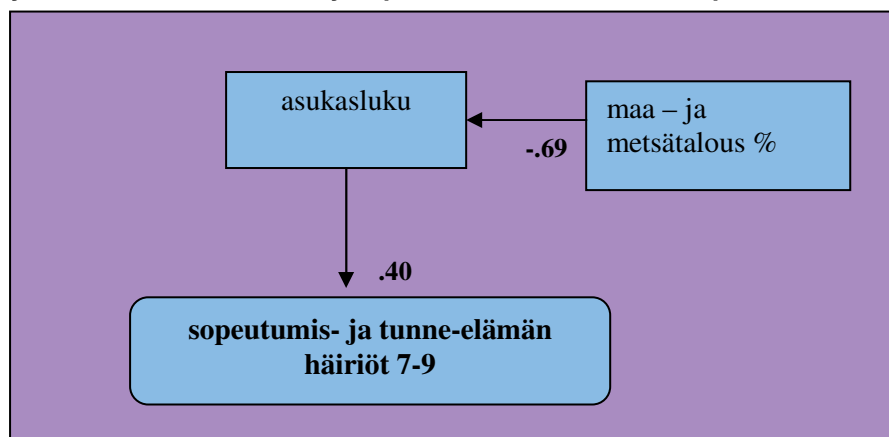 asukasluku
maa – ja
metsätalous %
-.69
.40
sopeutumis- ja tunne-elämän
häiriöt 7-9